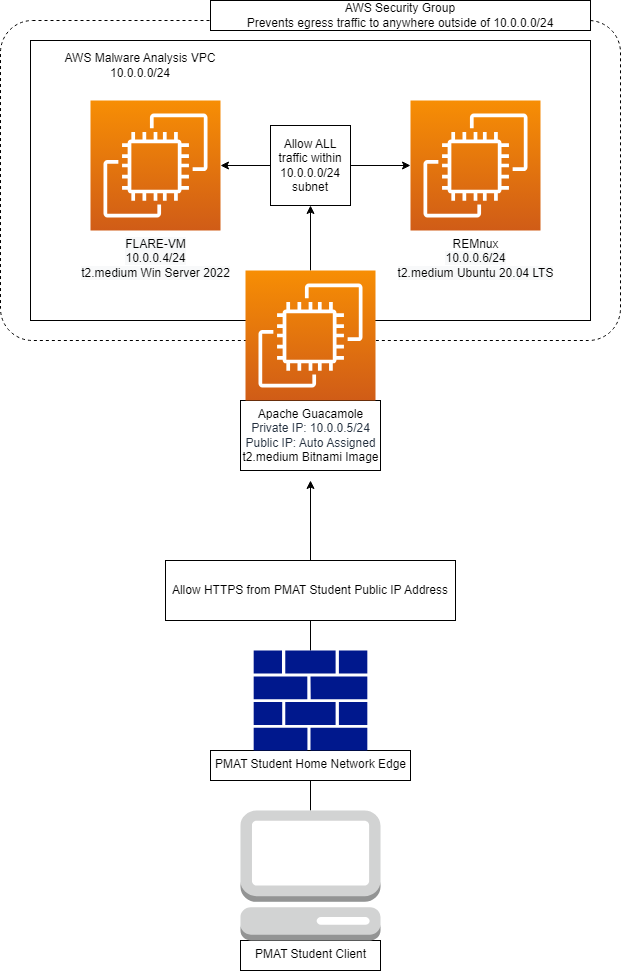 AWS Security Group
Prevents egress traffic to anywhere outside of 10.0.0.0/24
AWS Malware Analysis VPC
10.0.0.0/24
Allow ALL
traffic within
10.0.0.0/24
subnet
FLARE-VM
10.0.0.4/24
t2.medium Win Server 2022
REMnux
10.0.0.6/24
t2.medium Ubuntu 20.04 LTS
Apache Guacamole
Private IP: 10.0.0.5/24
Public IP: Auto Assigned
t2.medium Bitnami Image
Allow HTTPS from PMAT Student Public IP Address
PMAT Student Home Network Edge
PMAT Student Client